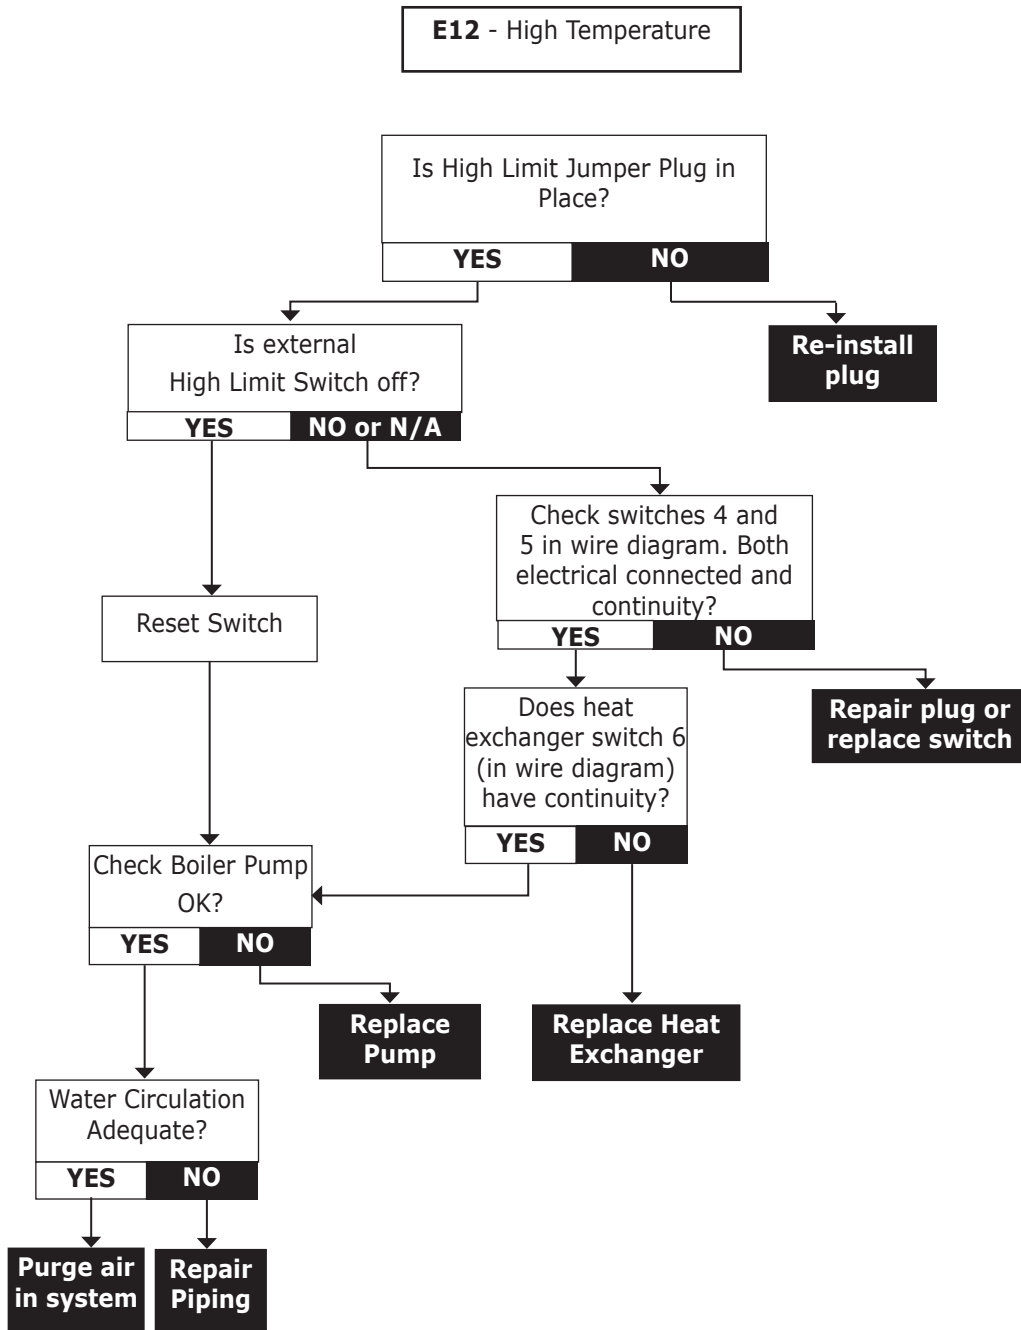 E12 - High Temperature
Is High Limit Jumper Plug in
Place?
YES NO
Is external
High Limit Switch off?
YES NO or N/A
Re-install
plug
Check switches 4 and
5 in wire diagram. Both
electrical connected and
continuity?
YES NO
Reset Switch
Does heat
exchanger switch 6
(in wire diagram)
have continuity?
YES NO
Repair plug or
replace switch
Check Boiler Pump
OK?
YES NO
Replace
Pump
Replace Heat
Exchanger
Water Circulation
Adequate?
YES NO
Purge air
in system
Repair
Piping